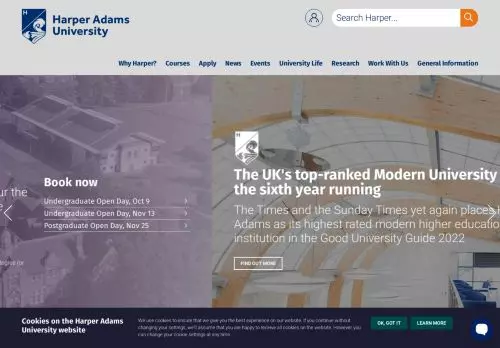 H
Harper Adams
University
Search Harper...
Why Harper?
Courses
Apply
News
Events
University Life
Research
Work With Us
General Information
ur the
Book now
Undergraduate Open Day, Oct 9
Undergraduate Open Day, Nov 13
Postgraduate Open Day, Nov 25
H
The UK's top-ranked Modern University
the sixth year running
The Times and the Sunday Times yet again places
Adams as its highest rated modern higher education
institution in the Good University Guide 2022
FIND OUT MORE
Cookies on the Harper Adams
University website
We use cookies to ensure that we give you the best experience on our website. If you continue
without changing your settings, we'll assume that you are happy to receive all cookies on the website. However, you
can change your Cookie Settings at any time.
OK, GOT IT
LEARN MORE